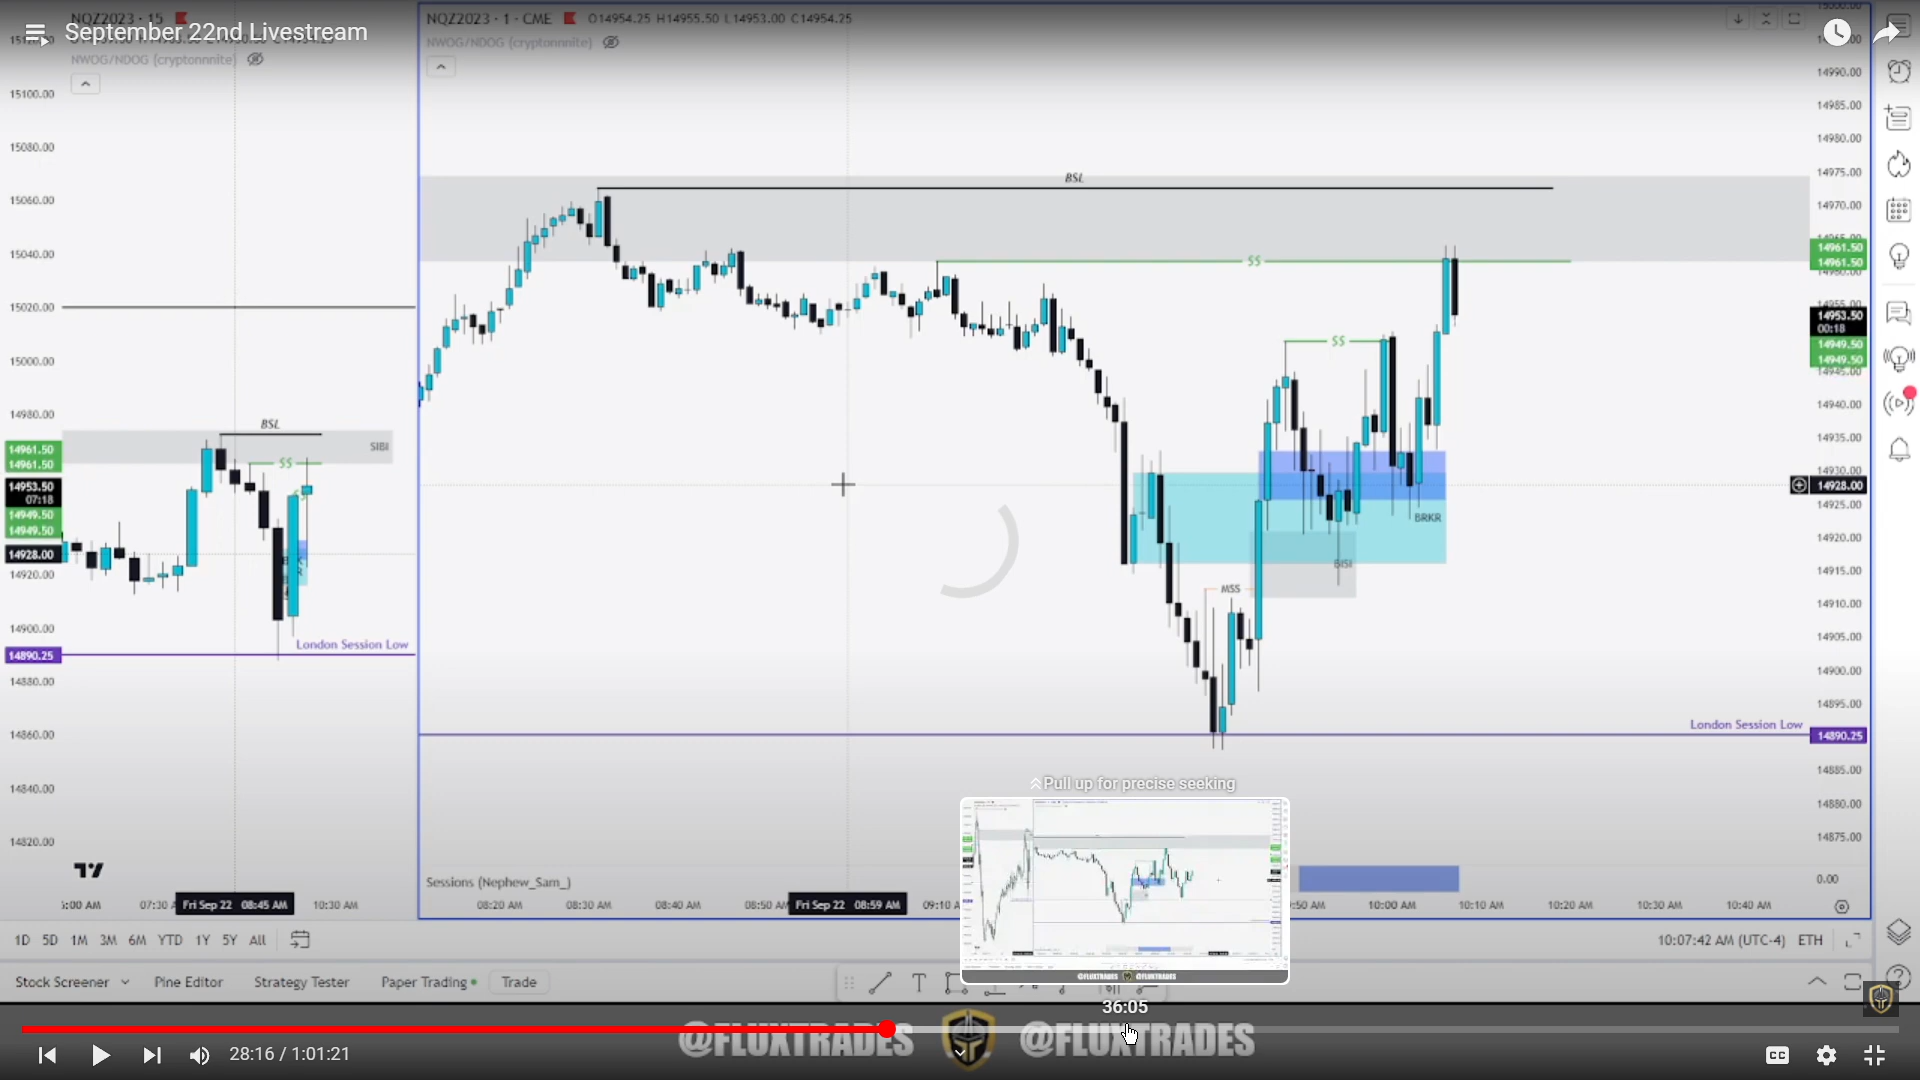 September 22nd Livestream
NQZ2023 · 15
NWOG/NDOG (cryptonnnite)
NQZ2023 · 1 · CME O14954.25 H14955.50 L14953.00 C14954.25
NWOG/NDOG (cryptonnnite)
15100.00
15080.00
15060.00
15040.00
15020.00
15000.00
14980.00
14961.50
14961.50
14953.50
07:18
14949.50
14949.50
14928.00
14920.00
14900.00
14890.25
14880.00
14860.00
14840.00
14820.00
BSL
SIBI
$$
London Session Low
BSL
$$
$$
BRKR
BISI
MSS
London Session Low
14990.00
14985.00
14980.00
14975.00
14970.00
14961.50
14961.50
14953.50
00:18
14949.50
14949.50
14940.00
14935.00
14930.00
14928.00
14925.00
14920.00
14915.00
14910.00
14905.00
14900.00
14895.00
14890.25
14885.00
14880.00
14875.00
0.00
Pull up for precise seeking
@FLUXTRADES @FLUXTRADES
Sessions (Nephew_Sam_)
07:30 Fri Sep 22 08:45 AM 10:30 AM
08:20 AM 08:30 AM 08:40 AM 08:50 Fri Sep 22 08:59 AM 09:10 :50 AM 10:00 AM 10:10 AM 10:20 AM 10:30 AM 10:40 AM
1D 5D 1M 3M 6M YTD 1Y 5Y All
10:07:42 AM (UTC-4) ETH
Stock Screener Pine Editor Strategy Tester Paper Trading Trade
36:05
@FLUXTRADES @FLUXTRADES
28:16 / 1:01:21
CC